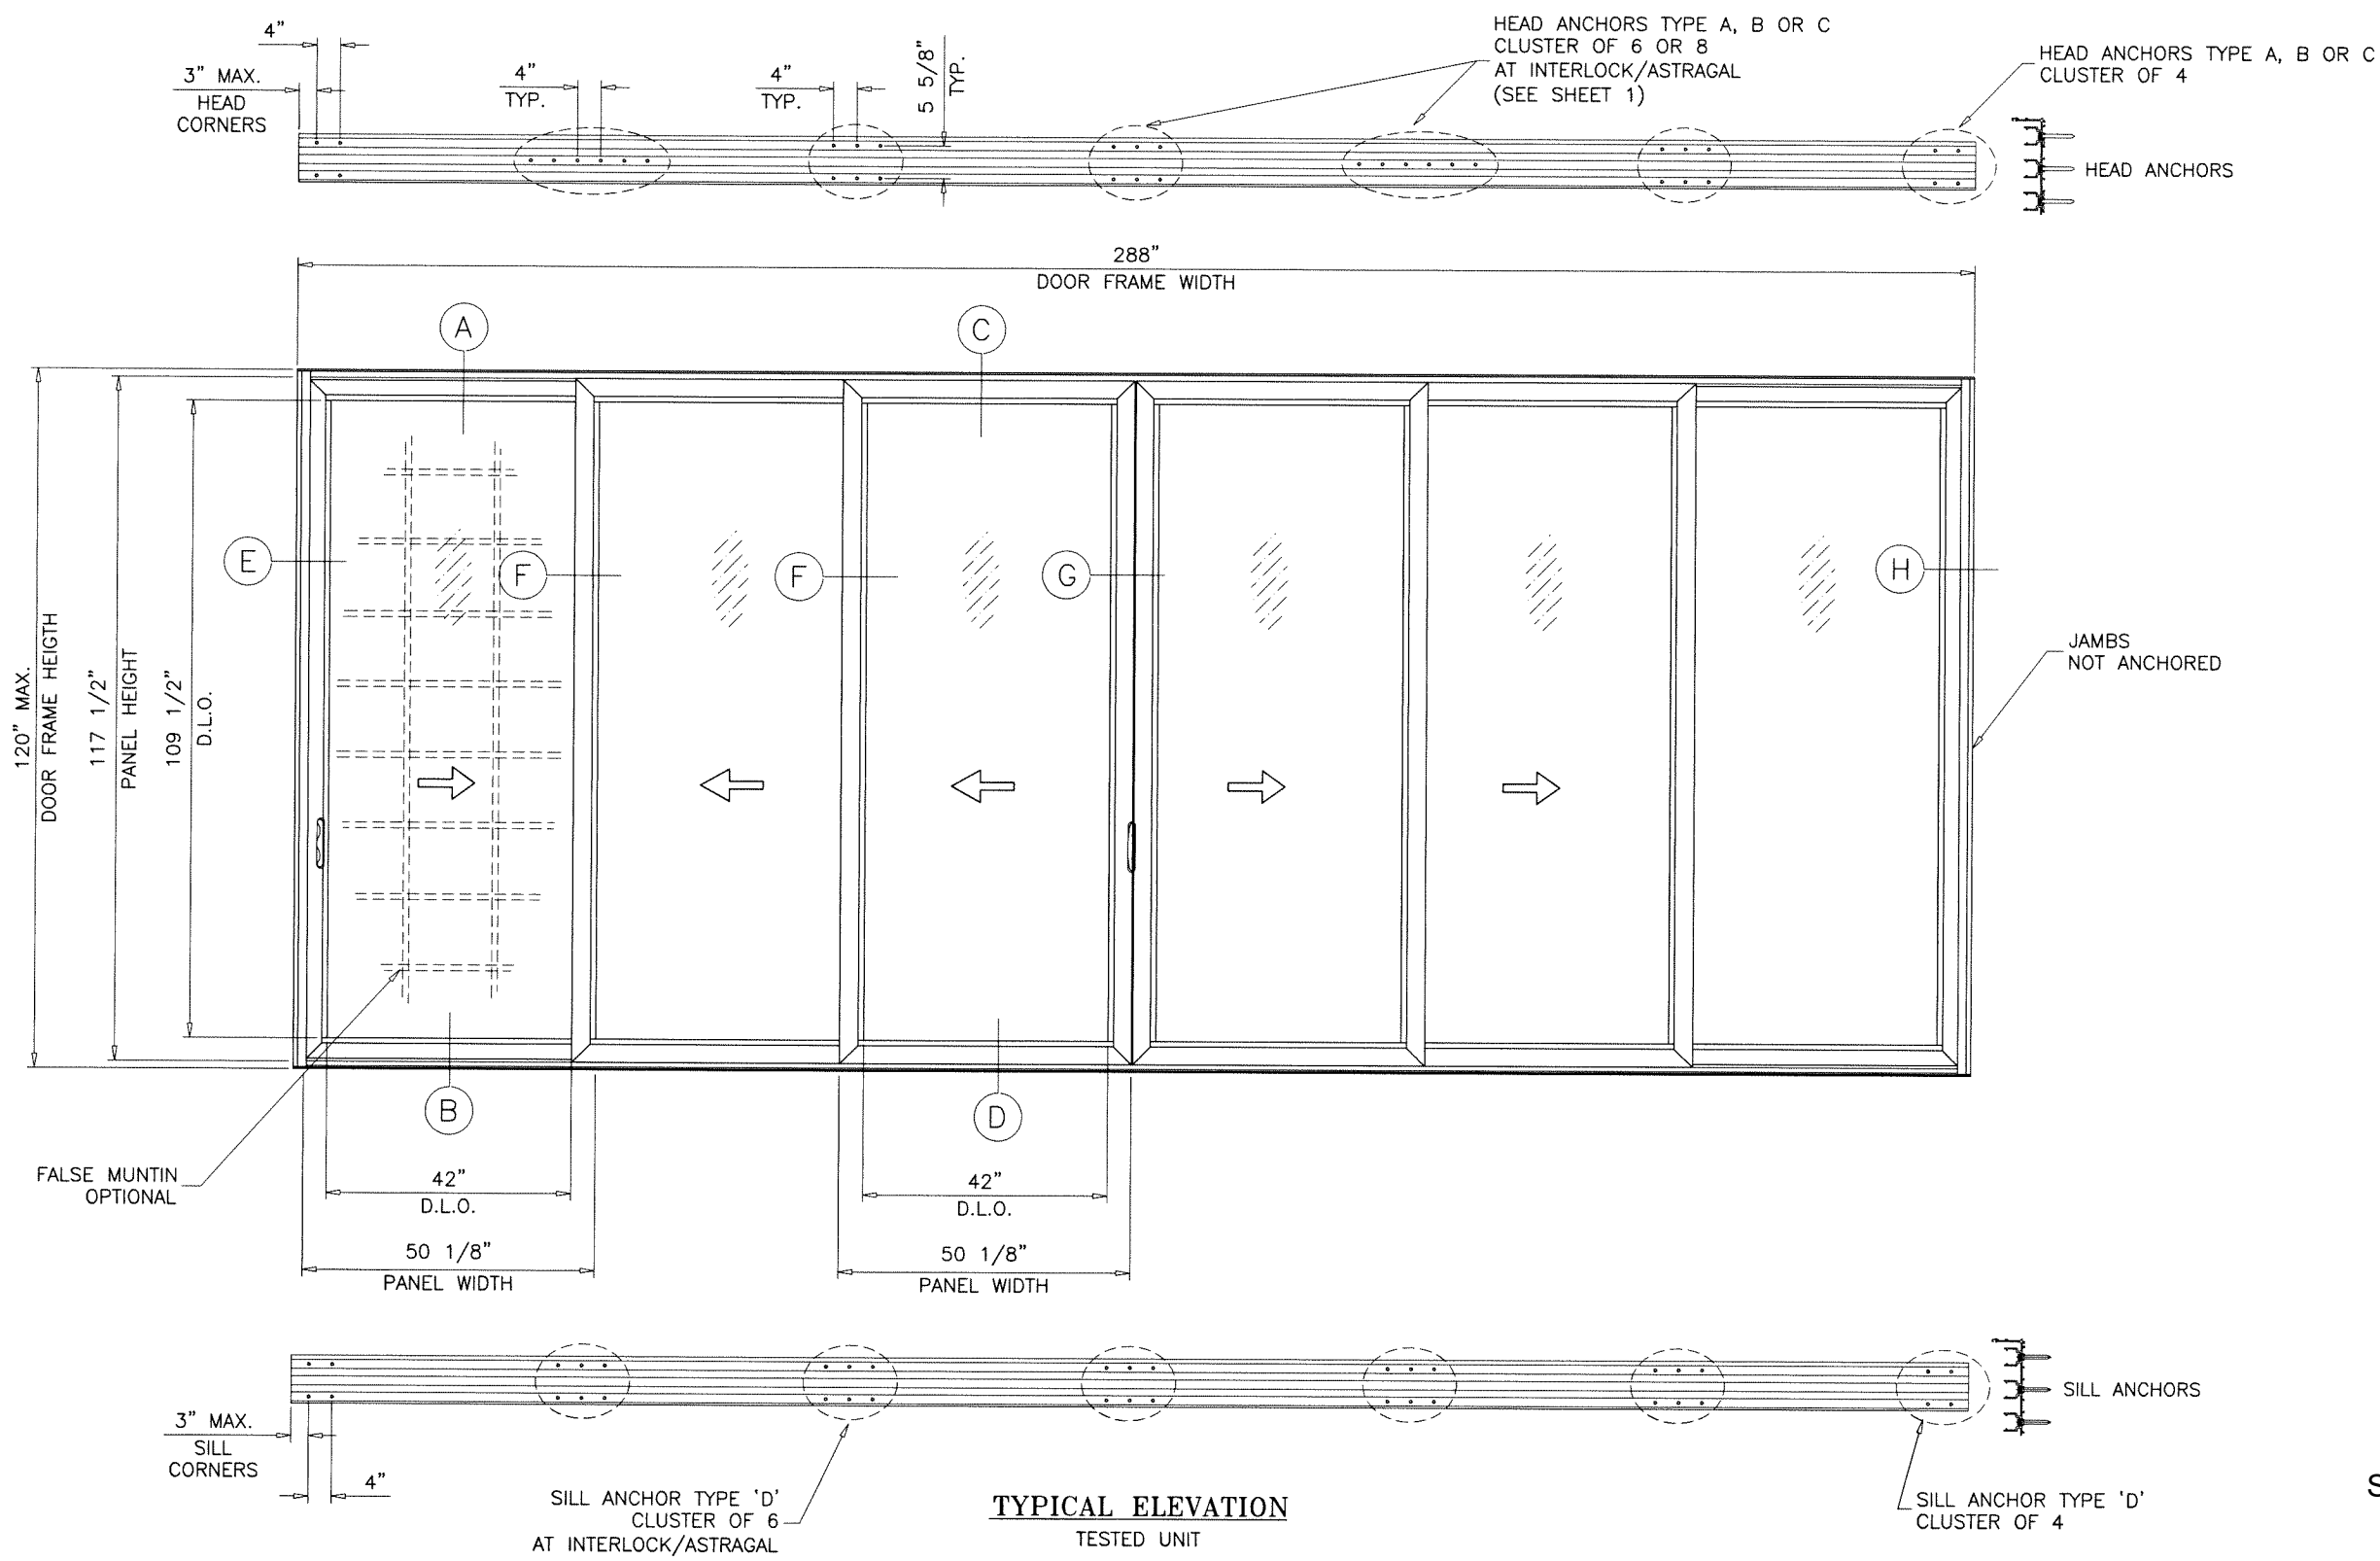 4"
3" MAX.
HEAD
CORNERS
4"
TYP.
4"
TYP.
5 5/8"
TYP.
HEAD ANCHORS TYPE A, B OR C
CLUSTER OF 6 OR 8
AT INTERLOCK/ASTRAGAL
(SEE SHEET 1)
HEAD ANCHORS TYPE A, B OR C
CLUSTER OF 4
HEAD ANCHORS
288"
DOOR FRAME WIDTH
A
C
E
F
F
G
H
120" MAX.
DOOR FRAME HEIGTH
117 1/2"
PANEL HEIGHT
109 1/2"
D.L.O.
JAMBS
NOT ANCHORED
B
D
FALSE MUNTIN
OPTIONAL
42"
D.L.O.
42"
D.L.O.
50 1/8"
PANEL WIDTH
50 1/8"
PANEL WIDTH
SILL ANCHORS
3" MAX.
SILL
CORNERS
4"
SILL ANCHOR TYPE 'D'
CLUSTER OF 6
AT INTERLOCK/ASTRAGAL
TYPICAL ELEVATION
TESTED UNIT
SILL ANCHOR TYPE 'D'
CLUSTER OF 4
S